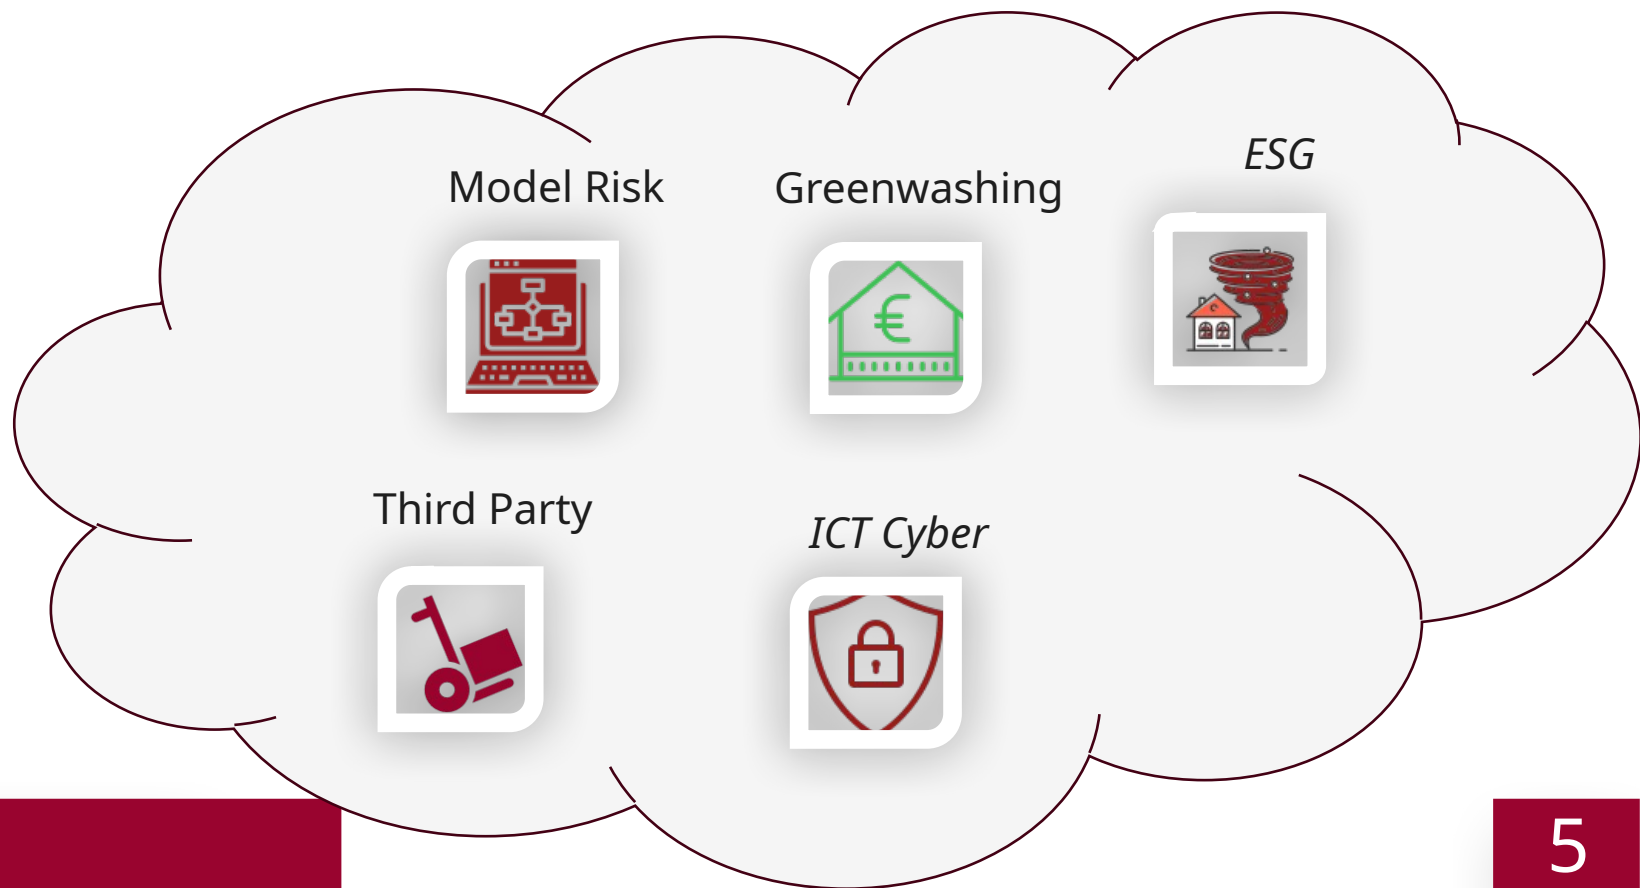 Model Risk
Greenwashing
ESG
Third Party
ICT Cyber
5